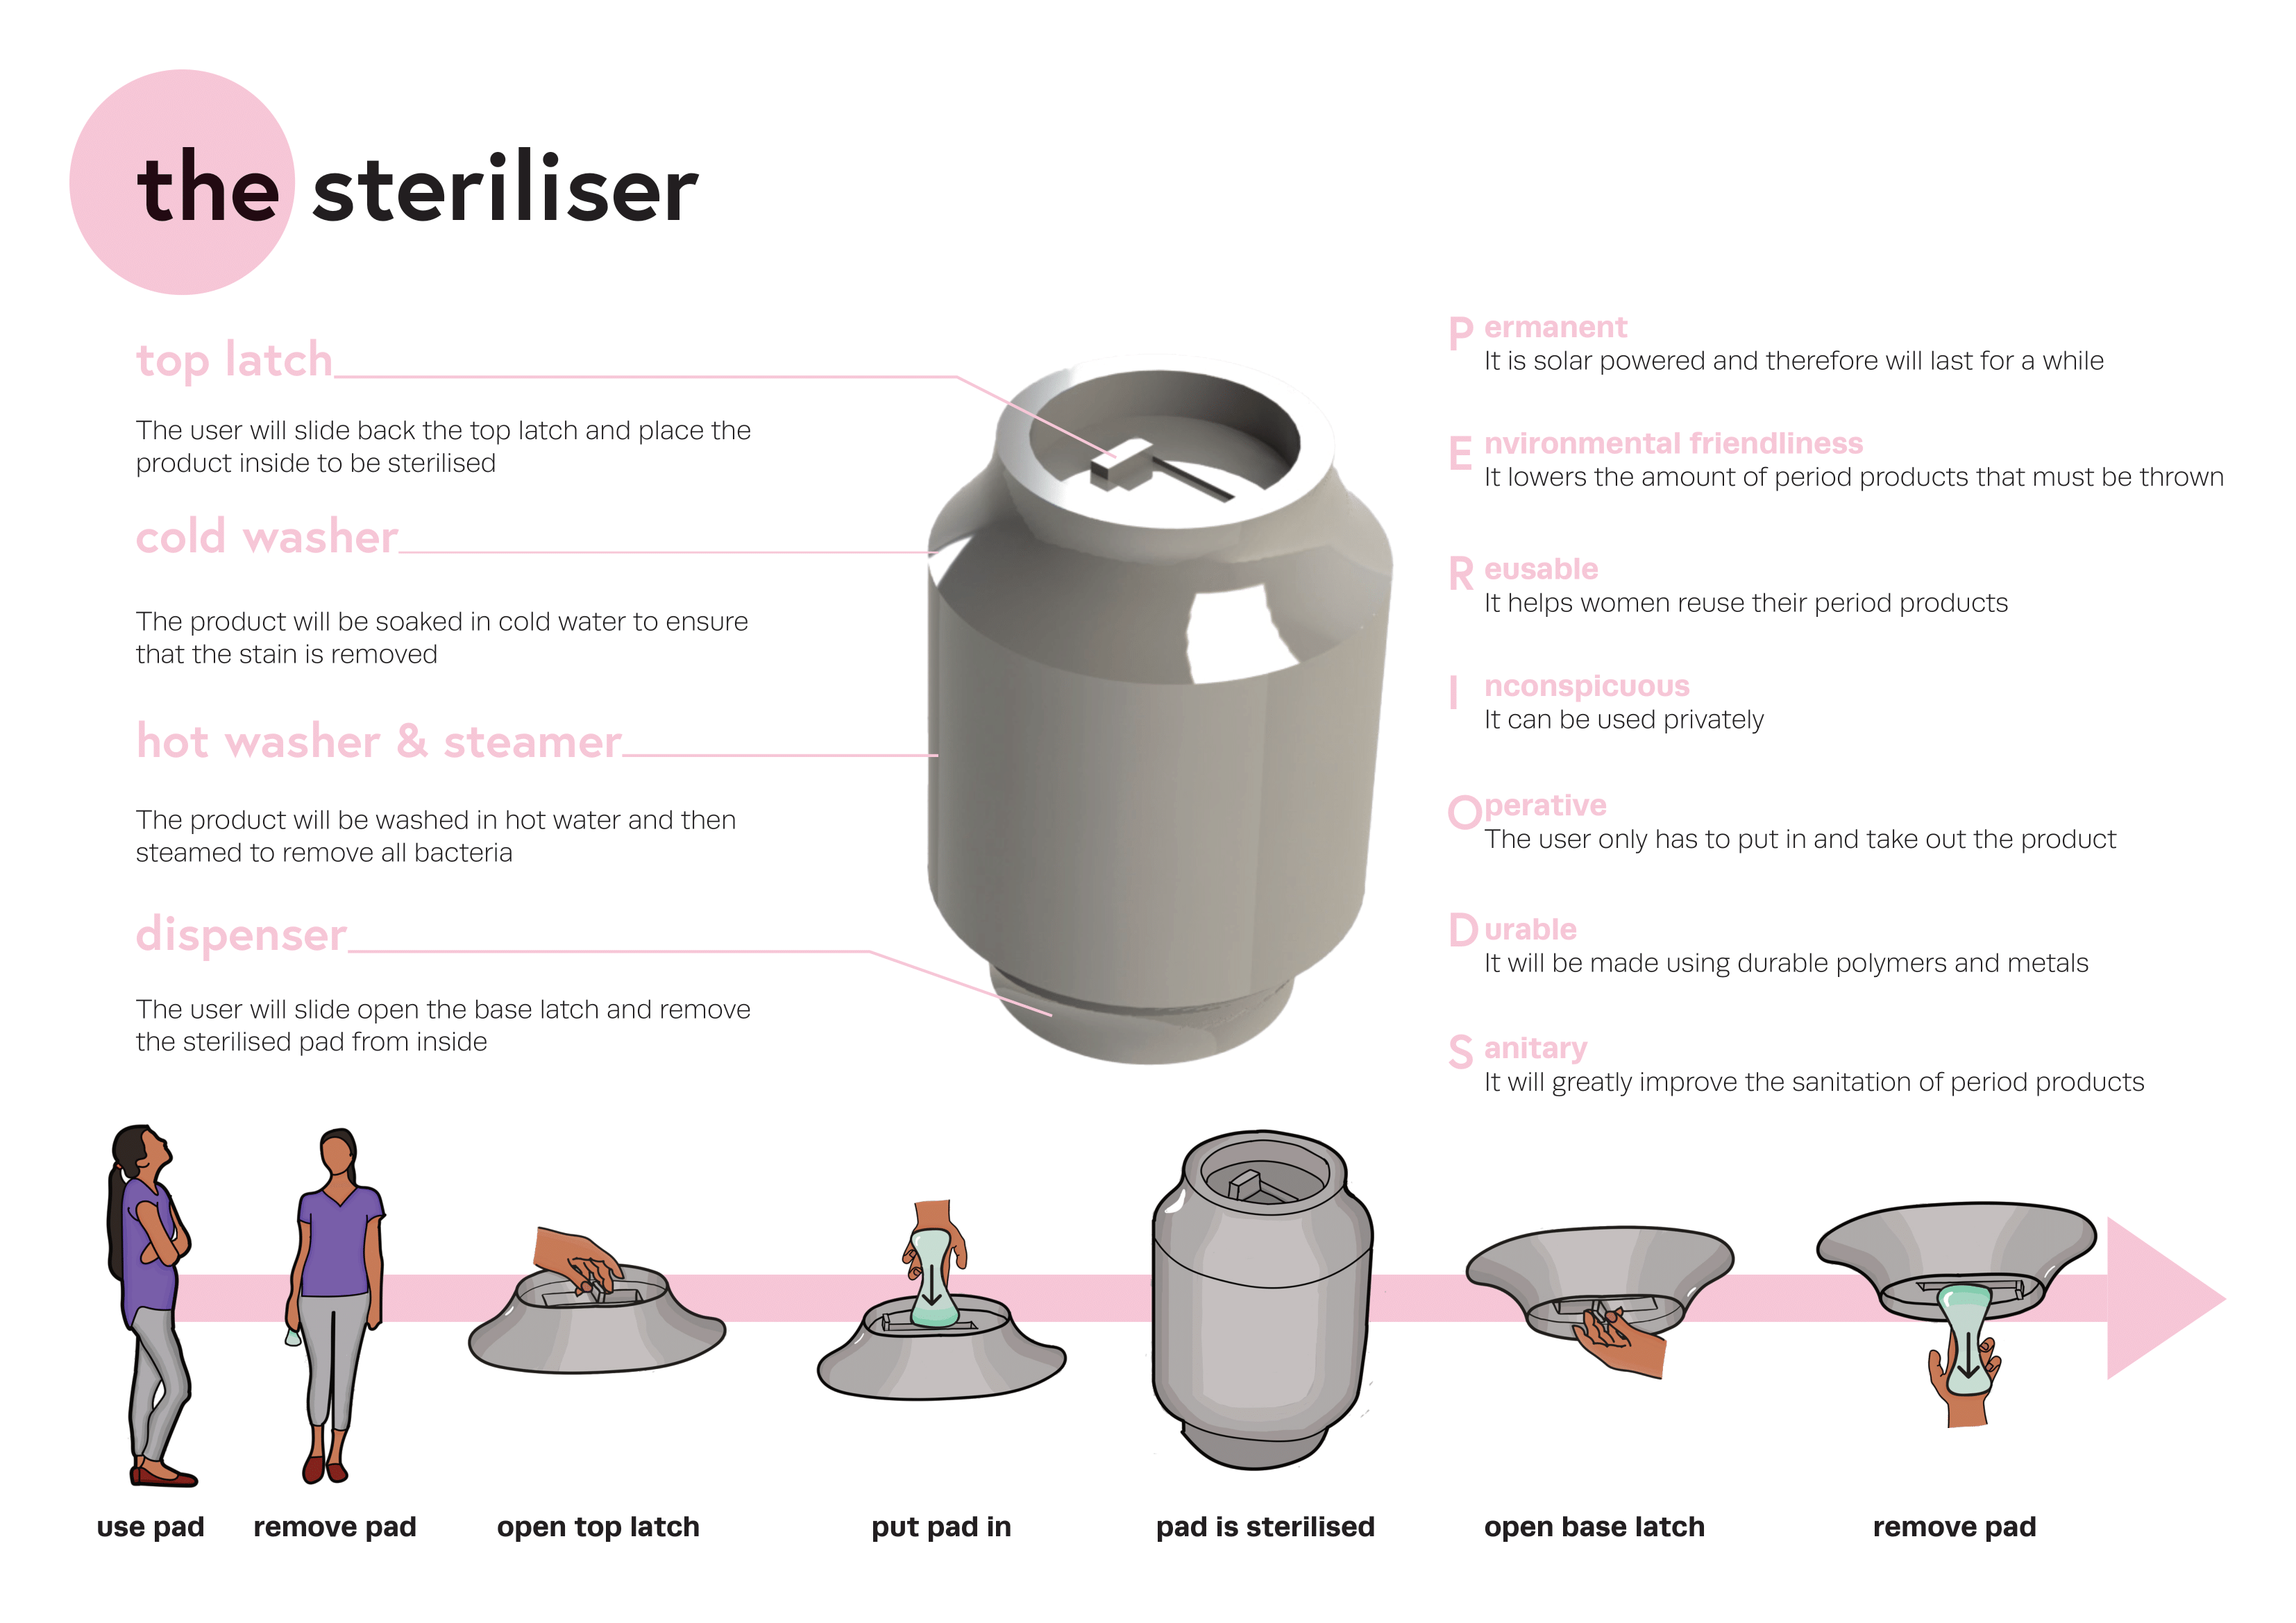 the steriliser
top latch
The user will slide back the top latch and place the
product inside to be sterilised
cold washer
The product will be soaked in cold water to ensure
that the stain is removed
hot washer & steamer
The product will be washed in hot water and then
steamed to remove all bacteria
dispenser
The user will slide open the base latch and remove
the sterilised pad from inside
Permanent
It is solar powered and therefore will last for a while
Environmental friendliness
It lowers the amount of period products that must be thrown
Reusable
It helps women reuse their period products
Inconspicuous
It can be used privately
Operative
The user only has to put in and take out the product
Durable
It will be made using durable polymers and metals
Sanitary
It will greatly improve the sanitation of period products
use pad
remove pad
open top latch
put pad in
pad is sterilised
open base latch
remove pad